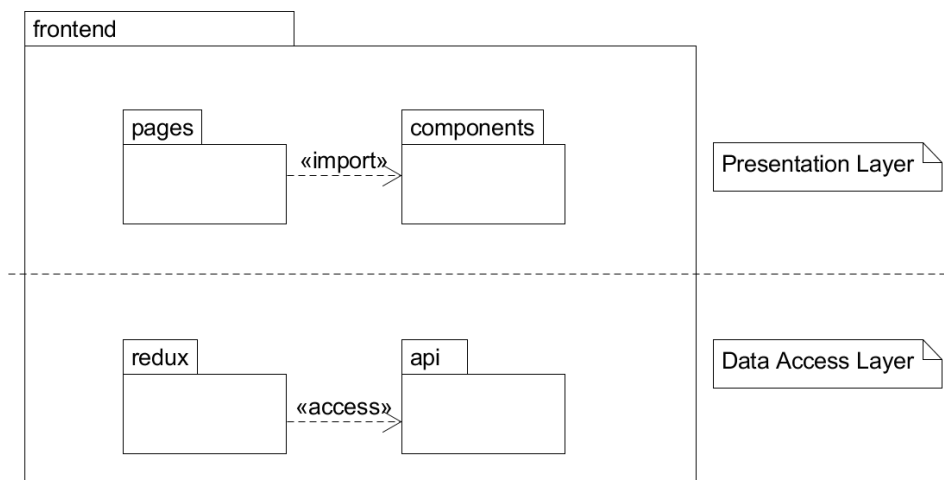 frontend
pages
components
«import»
Presentation Layer
redux
api
Data Access Layer
«access»